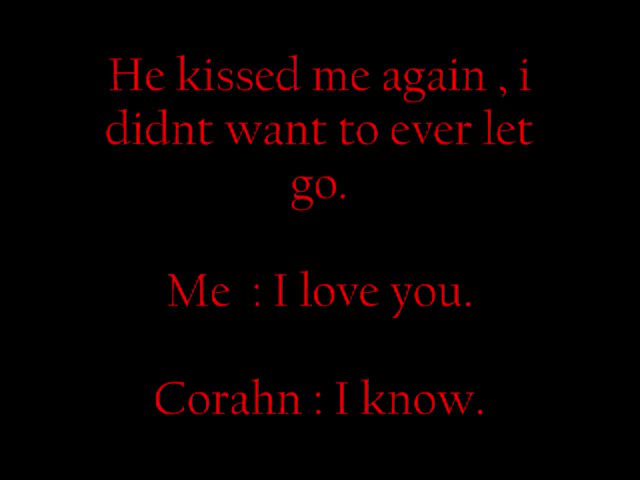 He kissed me again , i
didnt want to ever let
go.
Me  : I love you.
Corahn : I know.